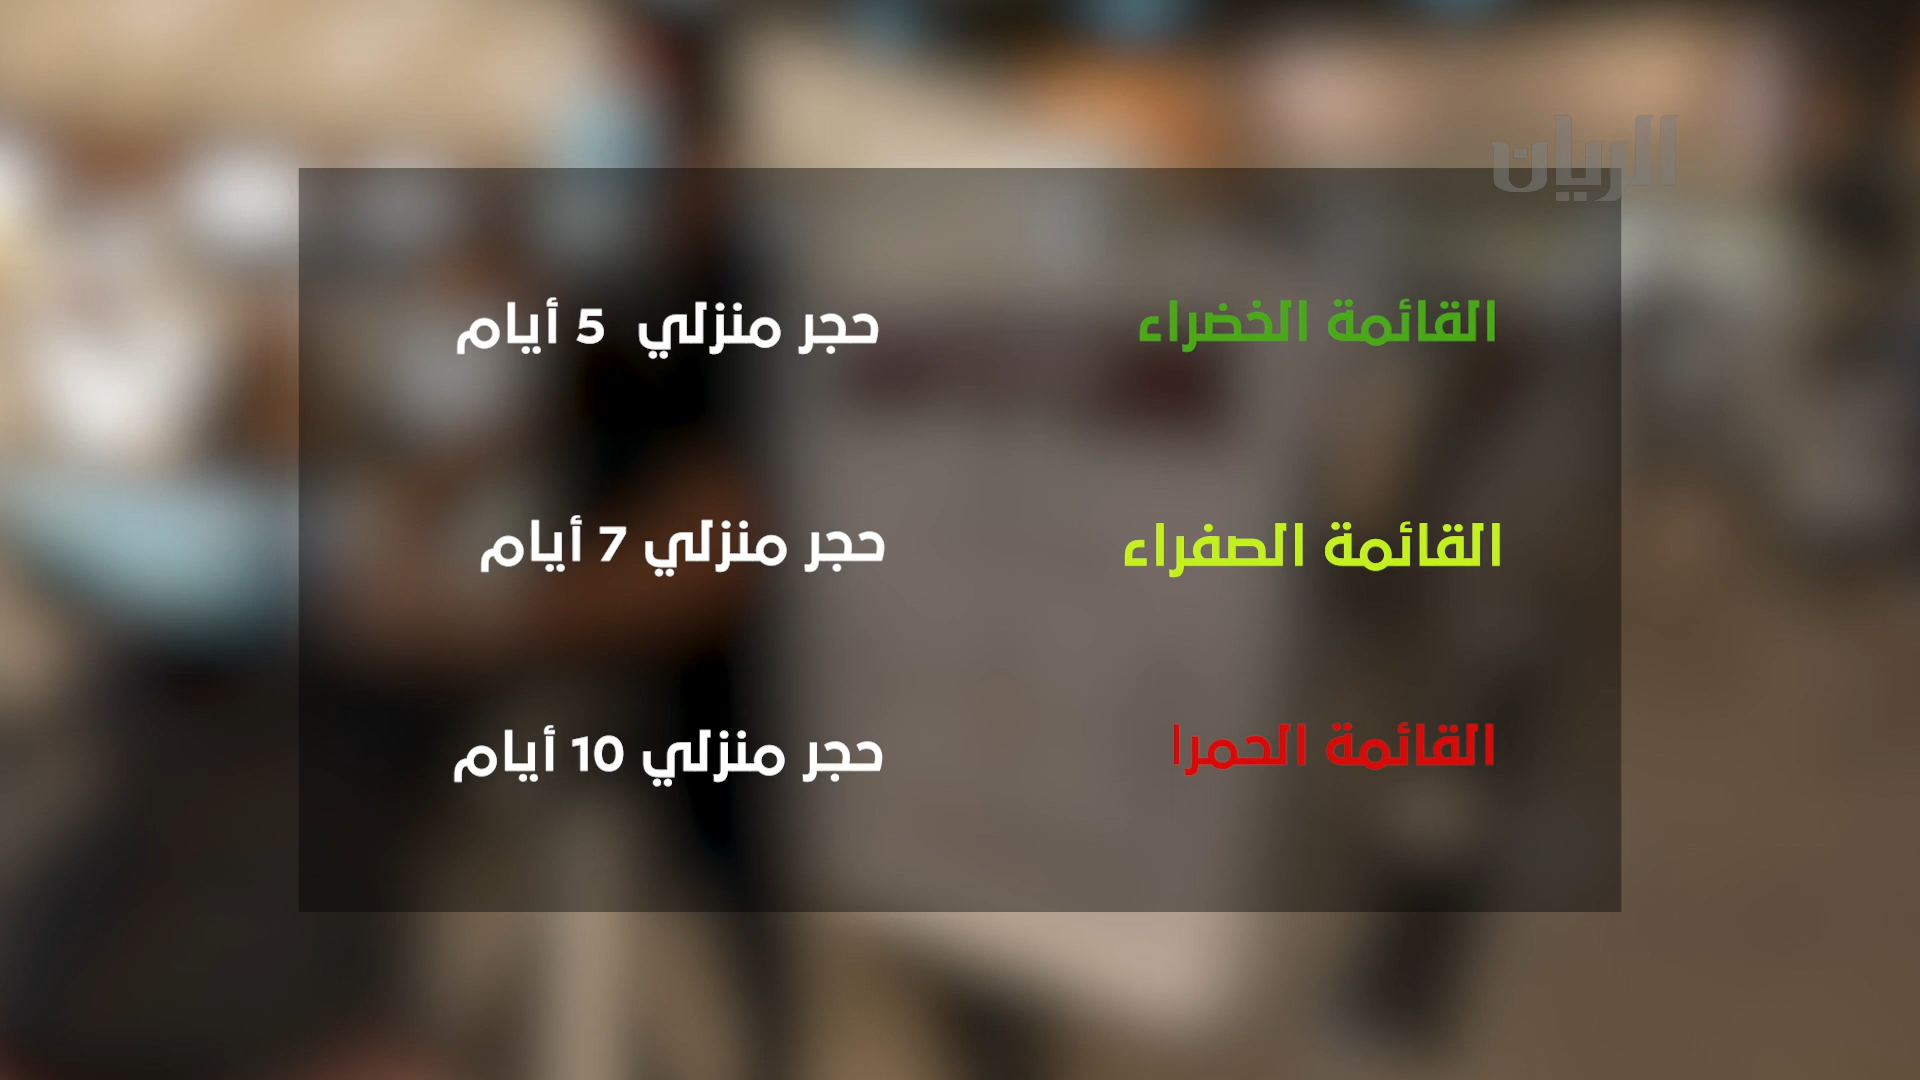 الريان
القائمة الخضراء حجر منزلي 5 أيام
القائمة الصفراء حجر منزلي 7 أيام
القائمة الحمرا حجر منزلي 10 أيام